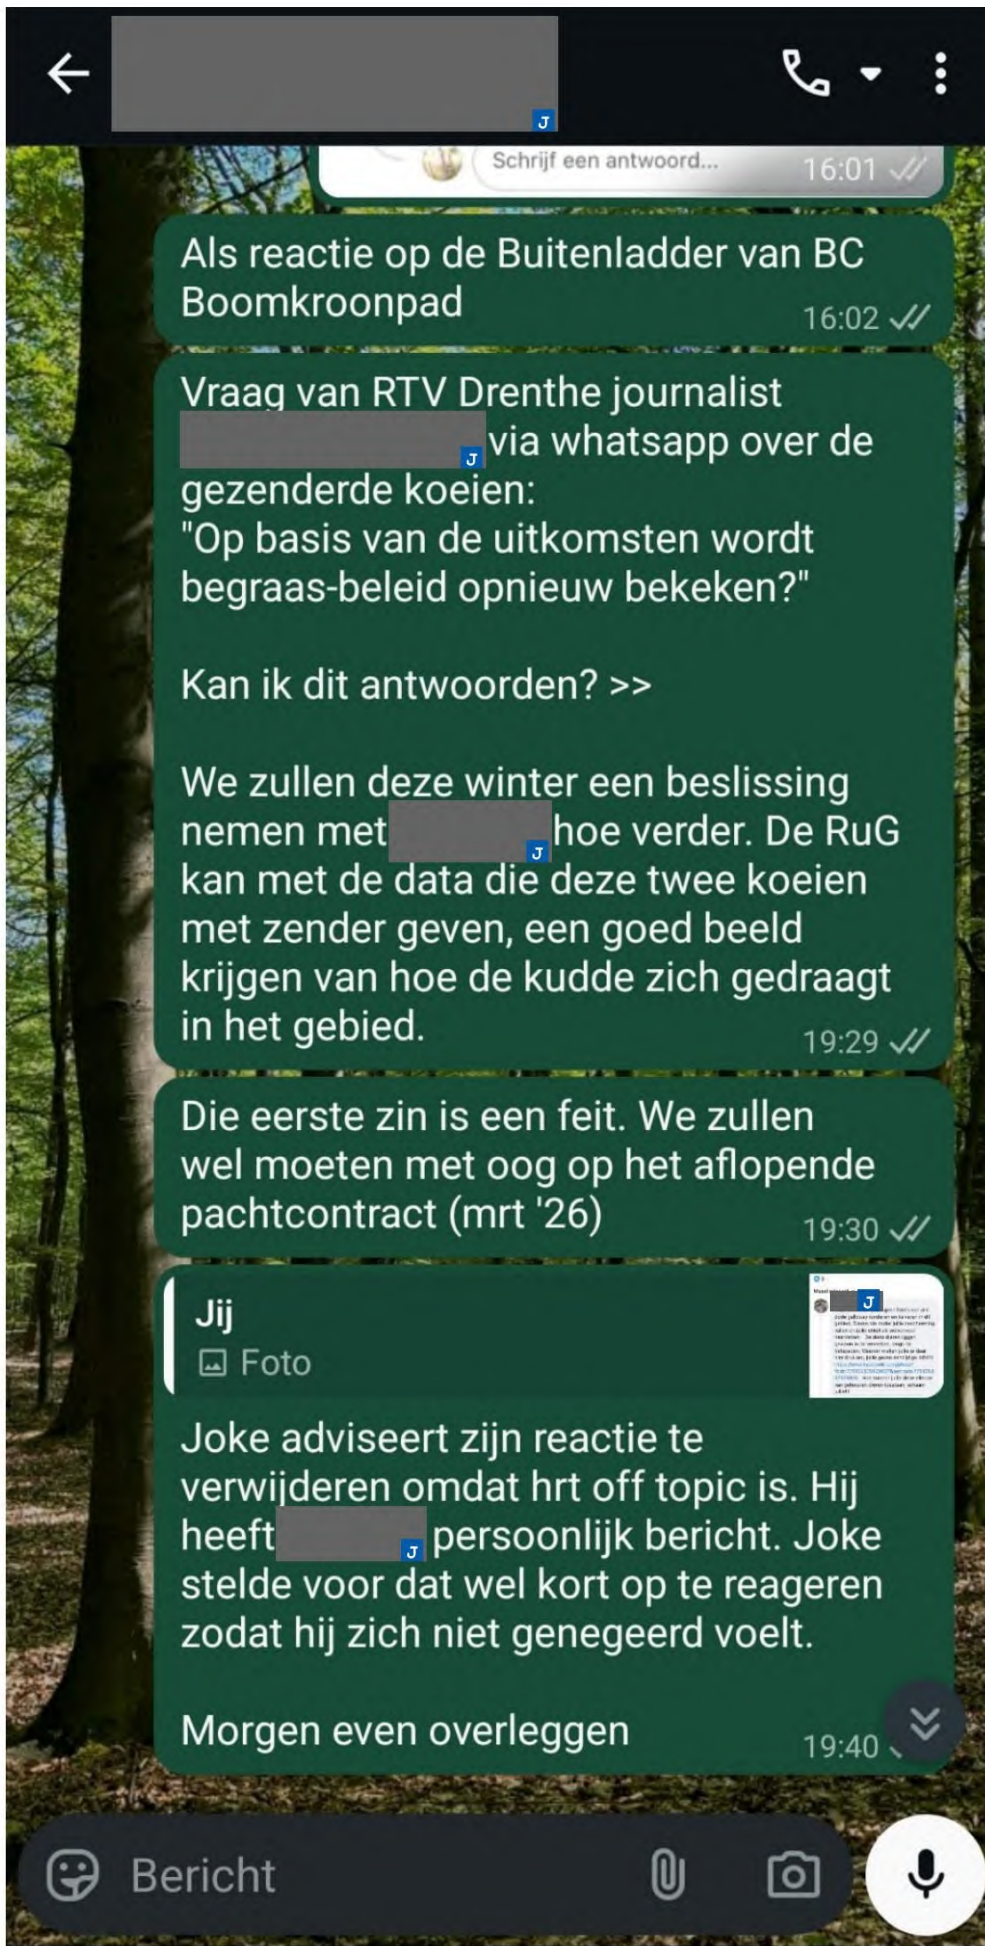 J
Schrijf een antwoord...
16:01
Als reactie op de Buitenladder van BC
Boomkroonpad
16:02
Vraag van RTV Drenthe journalist
J via whatsapp over de
gezenderde koeien:
"Op basis van de uitkomsten wordt
begraas-beleid opnieuw bekeken?"
Kan ik dit antwoorden? >>
We zullen deze winter een beslissing
nemen met J hoe verder. De RuG
kan met de data die deze twee koeien
met zender geven, een goed beeld
krijgen van hoe de kudde zich gedraagt
in het gebied.
19:29
Die eerste zin is een feit. We zullen
wel moeten met oog op het aflopende
pachtcontract (mrt '26)
19:30
Jij
Foto
J
Joke adviseert zijn reactie te
verwijderen omdat hrt off topic is. Hij
heeft J persoonlijk bericht. Joke
stelde voor dat wel kort op te reageren
zodat hij zich niet genegeerd voelt.
Morgen even overleggen
19:40
Bericht